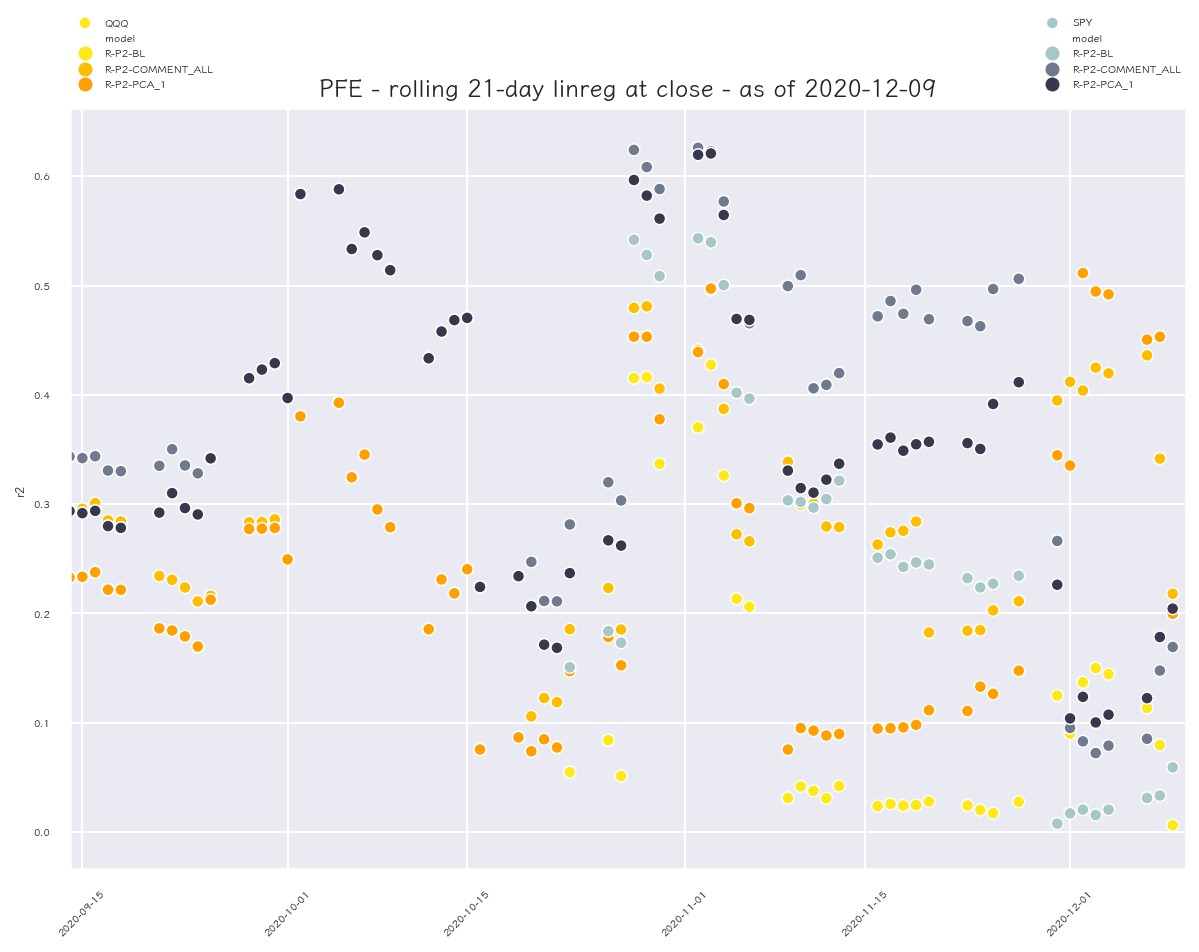 QQQ
model
R-P2-BL
R-P2-COMMENT_ALL
R-P2-PCA_1
SPY
model
R-P2-BL
R-P2-COMMENT_ALL
R-P2-PCA_1
PFE - rolling 21-day linreg at close - as of 2020-12-09
0.6
0.5
0.4
0.3
0.2
0.1
0.0
r2
2020-09-15
2020-10-01
2020-10-15
2020-11-01
2020-11-15
2020-12-01